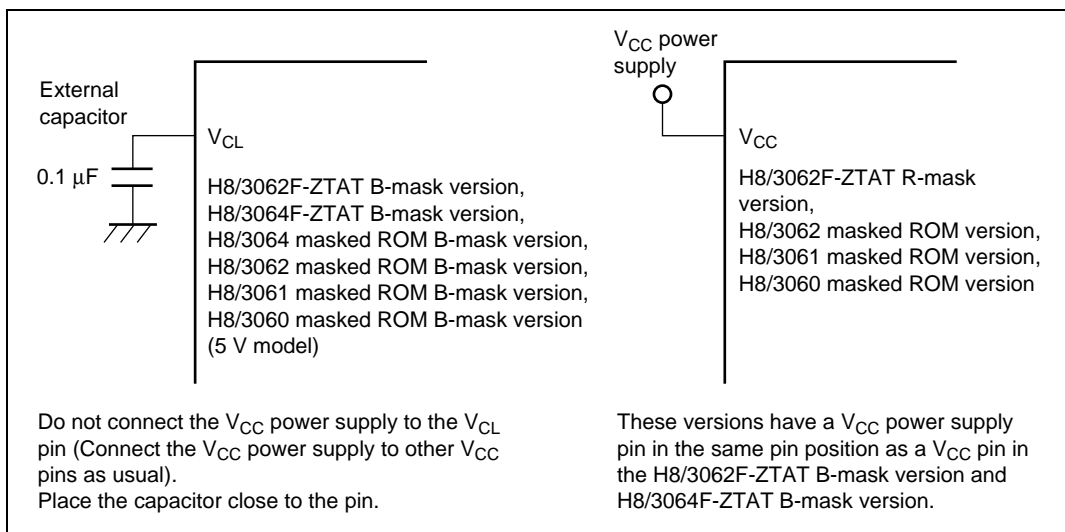 External
capacitor
0.1 μF
VCL
H8/3062F-ZTAT B-mask version,
H8/3064F-ZTAT B-mask version,
H8/3064 masked ROM B-mask version,
H8/3062 masked ROM B-mask version,
H8/3061 masked ROM B-mask version,
H8/3060 masked ROM B-mask version
(5 V model)
Do not connect the VCC power supply to the VCL
pin (Connect the VCC power supply to other VCC
pins as usual).
Place the capacitor close to the pin.
VCC power
supply
VCC
H8/3062F-ZTAT R-mask
version,
H8/3062 masked ROM version,
H8/3061 masked ROM version,
H8/3060 masked ROM version
These versions have a VCC power supply
pin in the same pin position as a VCC pin in
the H8/3062F-ZTAT B-mask version and
H8/3064F-ZTAT B-mask version.